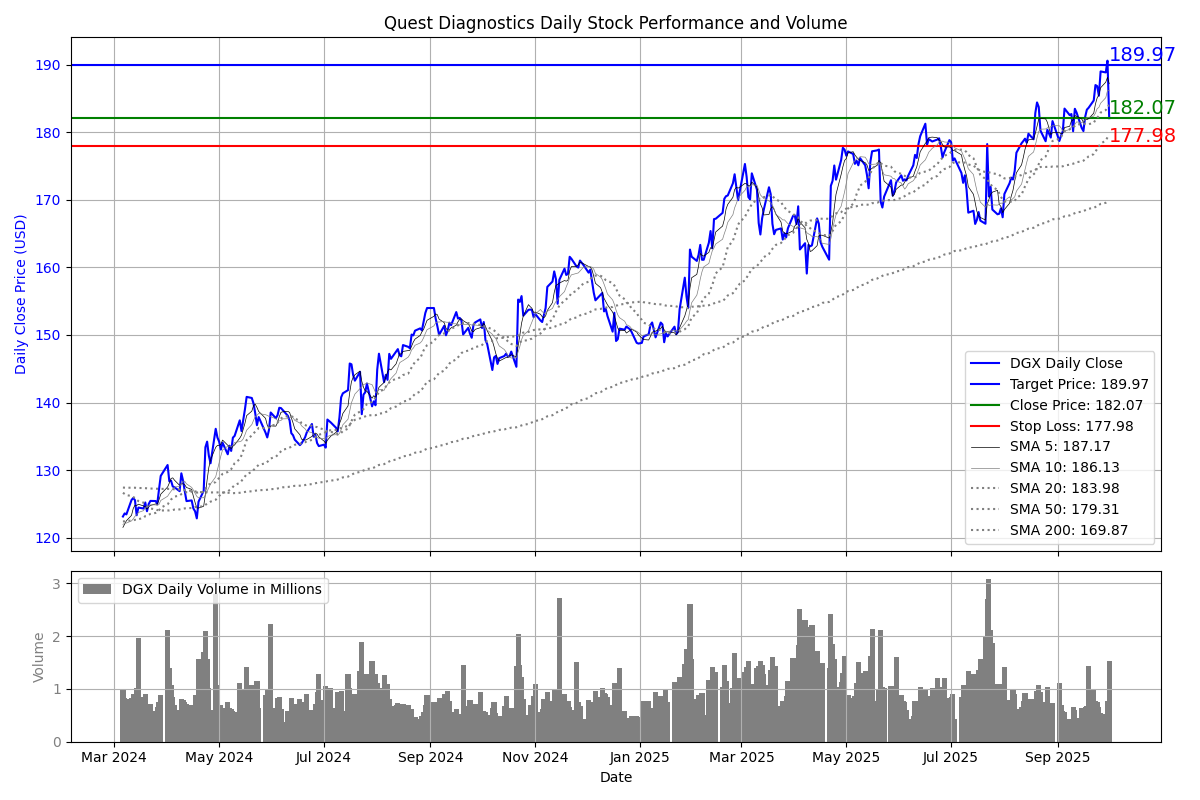 Quest Diagnostics Daily Stock Performance and Volume
Daily Close Price (USD)
190
180
170
160
150
140
130
120
189.97
182.07
177.98
DGX Daily Close
Target Price: 189.97
Close Price: 182.07
Stop Loss: 177.98
SMA 5: 187.17
SMA 10: 186.13
SMA 20: 183.98
SMA 50: 179.31
SMA 200: 169.87
Volume
3
2
1
0
DGX Daily Volume in Millions
Mar 2024 May 2024 Jul 2024 Sep 2024 Nov 2024 Jan 2025 Mar 2025 May 2025 Jul 2025 Sep 2025
Date